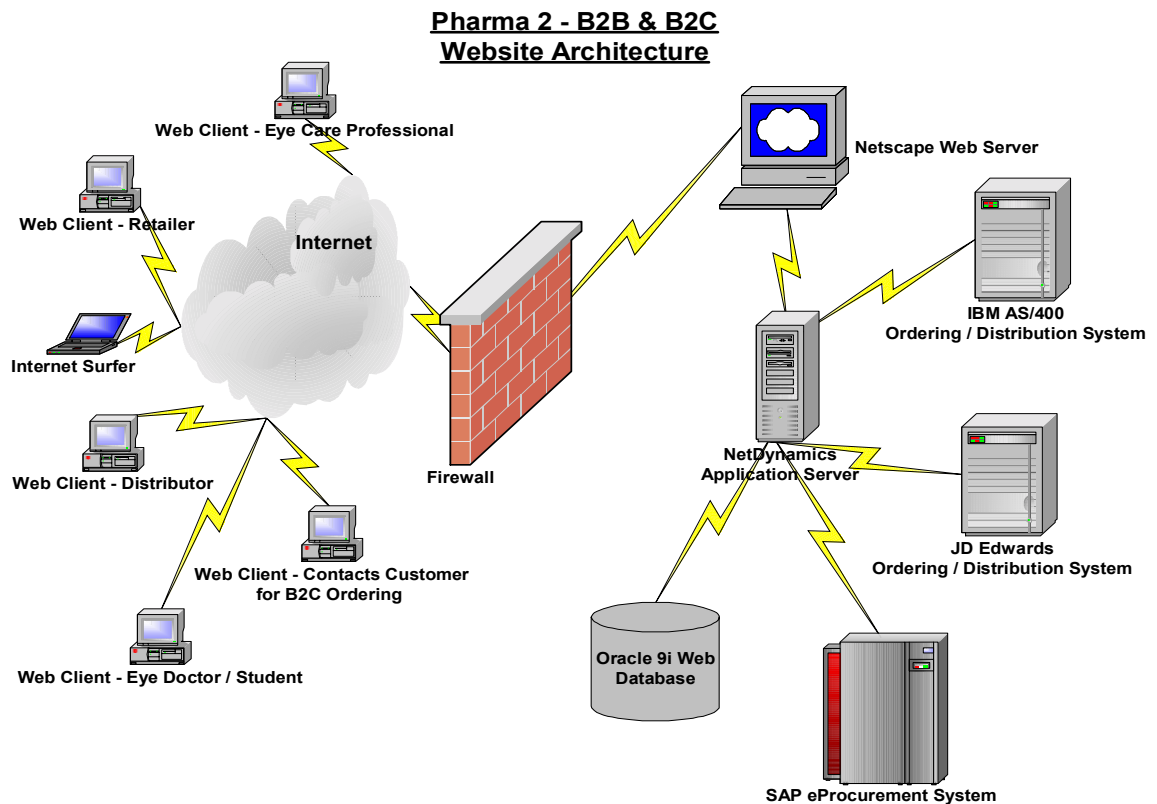 Pharma 2 - B2B & B2C
Website Architecture
Web Client - Eye Care Professional
Netscape Web Server
Web Client - Retailer
Internet
IBM AS/400
Ordering / Distribution System
Internet Surfer
NetDynamics
Application Server
Firewall
Web Client - Distributor
JD Edwards
Ordering / Distribution System
Web Client - Contacts Customer
for B2C Ordering
Oracle 9i Web
Database
Web Client - Eye Doctor / Student
SAP eProcurement System